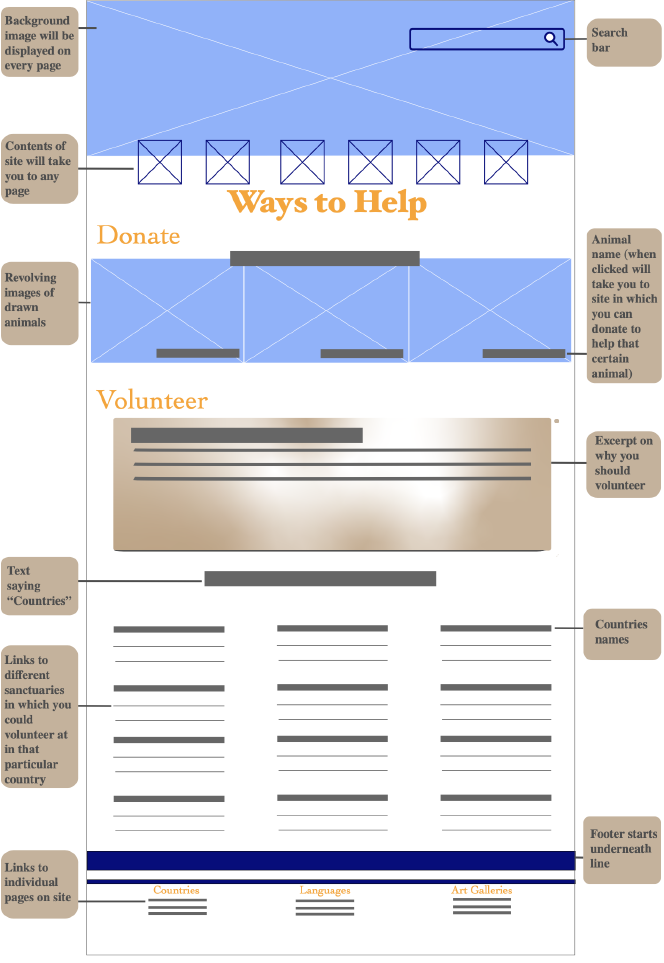 Background
image will be
displayed on
every page
Search
bar
Contents of
site will take
you to any
page
Ways to Help
Donate
Animal
name (when
clicked will
take you to
site in which
you can
donate to
help that
certain
animal)
Revolving
images of
drawn
animals
Volunteer
Excerpt on
why you
should
volunteer
Text
saying
“Countries”
Countries
names
Links to
different
sanctuaries
in which you
could
volunteer at
in that
particular
country
Footer starts
underneath
line
Links to
individual
pages on site
Countries
Languages
Art Galleries